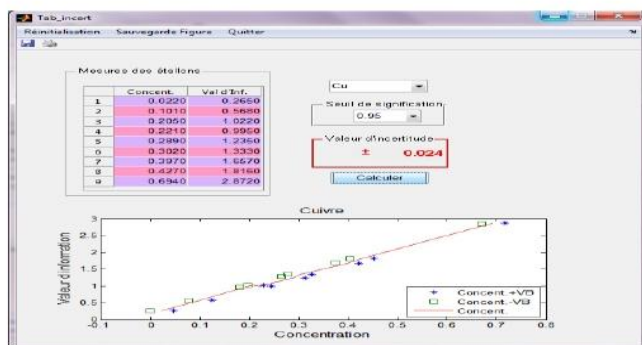 Tab_incert
Réinitialisation Sauvegarde Figure Quitter
Mesures des étallons
Concent. Val d'Inf.
1 0.0220 0.2650
2 0.1010 0.5680
3 0.2050 1.0220
4 0.2210 0.9950
5 0.2890 1.2350
6 0.3020 1.3330
7 0.3970 1.6570
8 0.4270 1.8160
9 0.6940 2.8720
Cu
Seuil de signification
0.95
Valeur d'incertitude
± 0.024
Calculer
Cuivre
Valeur d'information
3
2.5
2
1.5
1
0.5
0
-0.1 0 0.1 0.2 0.3 0.4 0.5 0.6 0.7 0.8
Concentration
Concent.+VB
Concent.-VB
Concent.